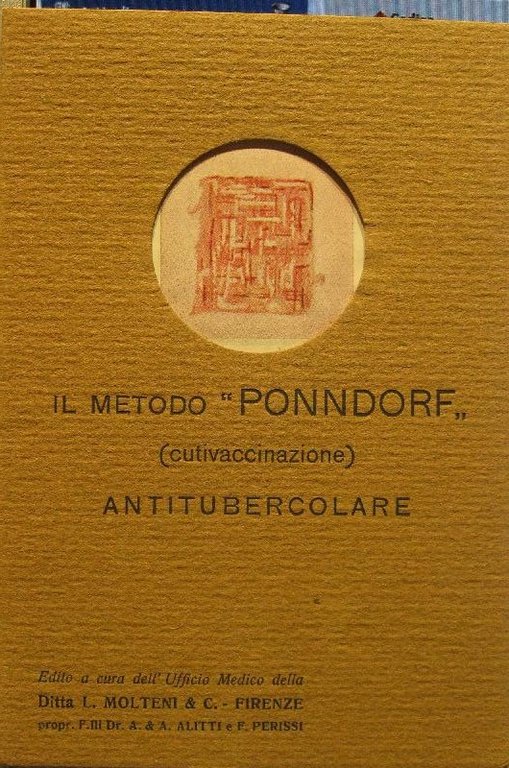 IL METODO “PONNDORF„
(cutivaccinazione)
ANTITUBERCOLARE
Edito a cura dell' Ufficio Medico della
Ditta L. MOLTENI & C. - FIRENZE
propr. F.lli Dr. A. & A. ALITTI e F. PERISSI